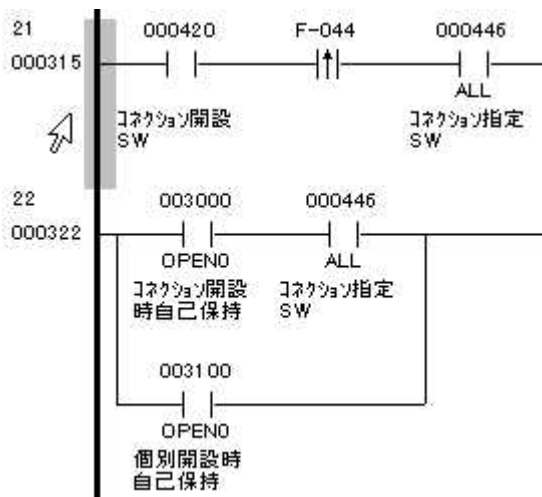 21 000420 F-044 000446
000315
ALL
ｺﾈｸｼｮﾝ開設 ｺﾈｸｼｮﾝ指定
SW SW
22 003000 000446
000322
OPEN0 ALL
ｺﾈｸｼｮﾝ開設 ｺﾈｸｼｮﾝ指定
時自己保持 SW
003100
OPEN0
個別開設時
自己保持